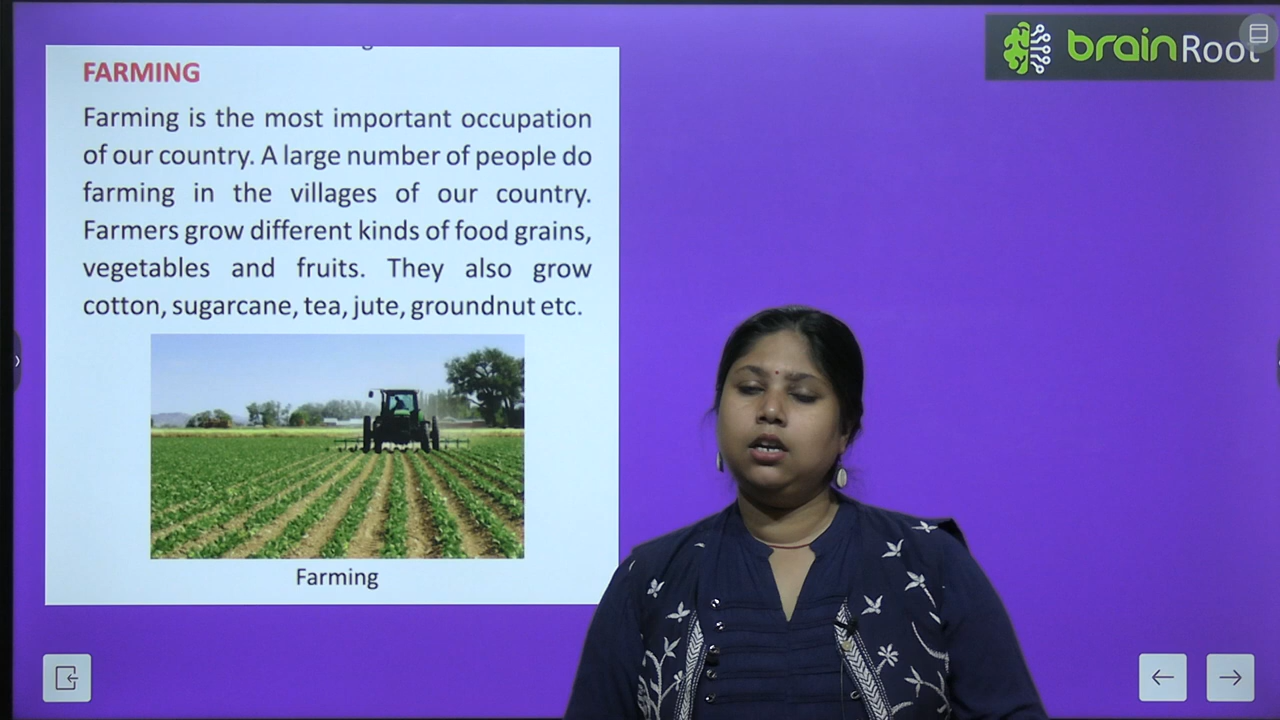 brainRoot
FARMING
Farming is the most important occupation
of our country. A large number of people do
farming in the villages of our country.
Farmers grow different kinds of food grains,
vegetables and fruits. They also grow
cotton, sugarcane, tea, jute, groundnut etc.
Farming